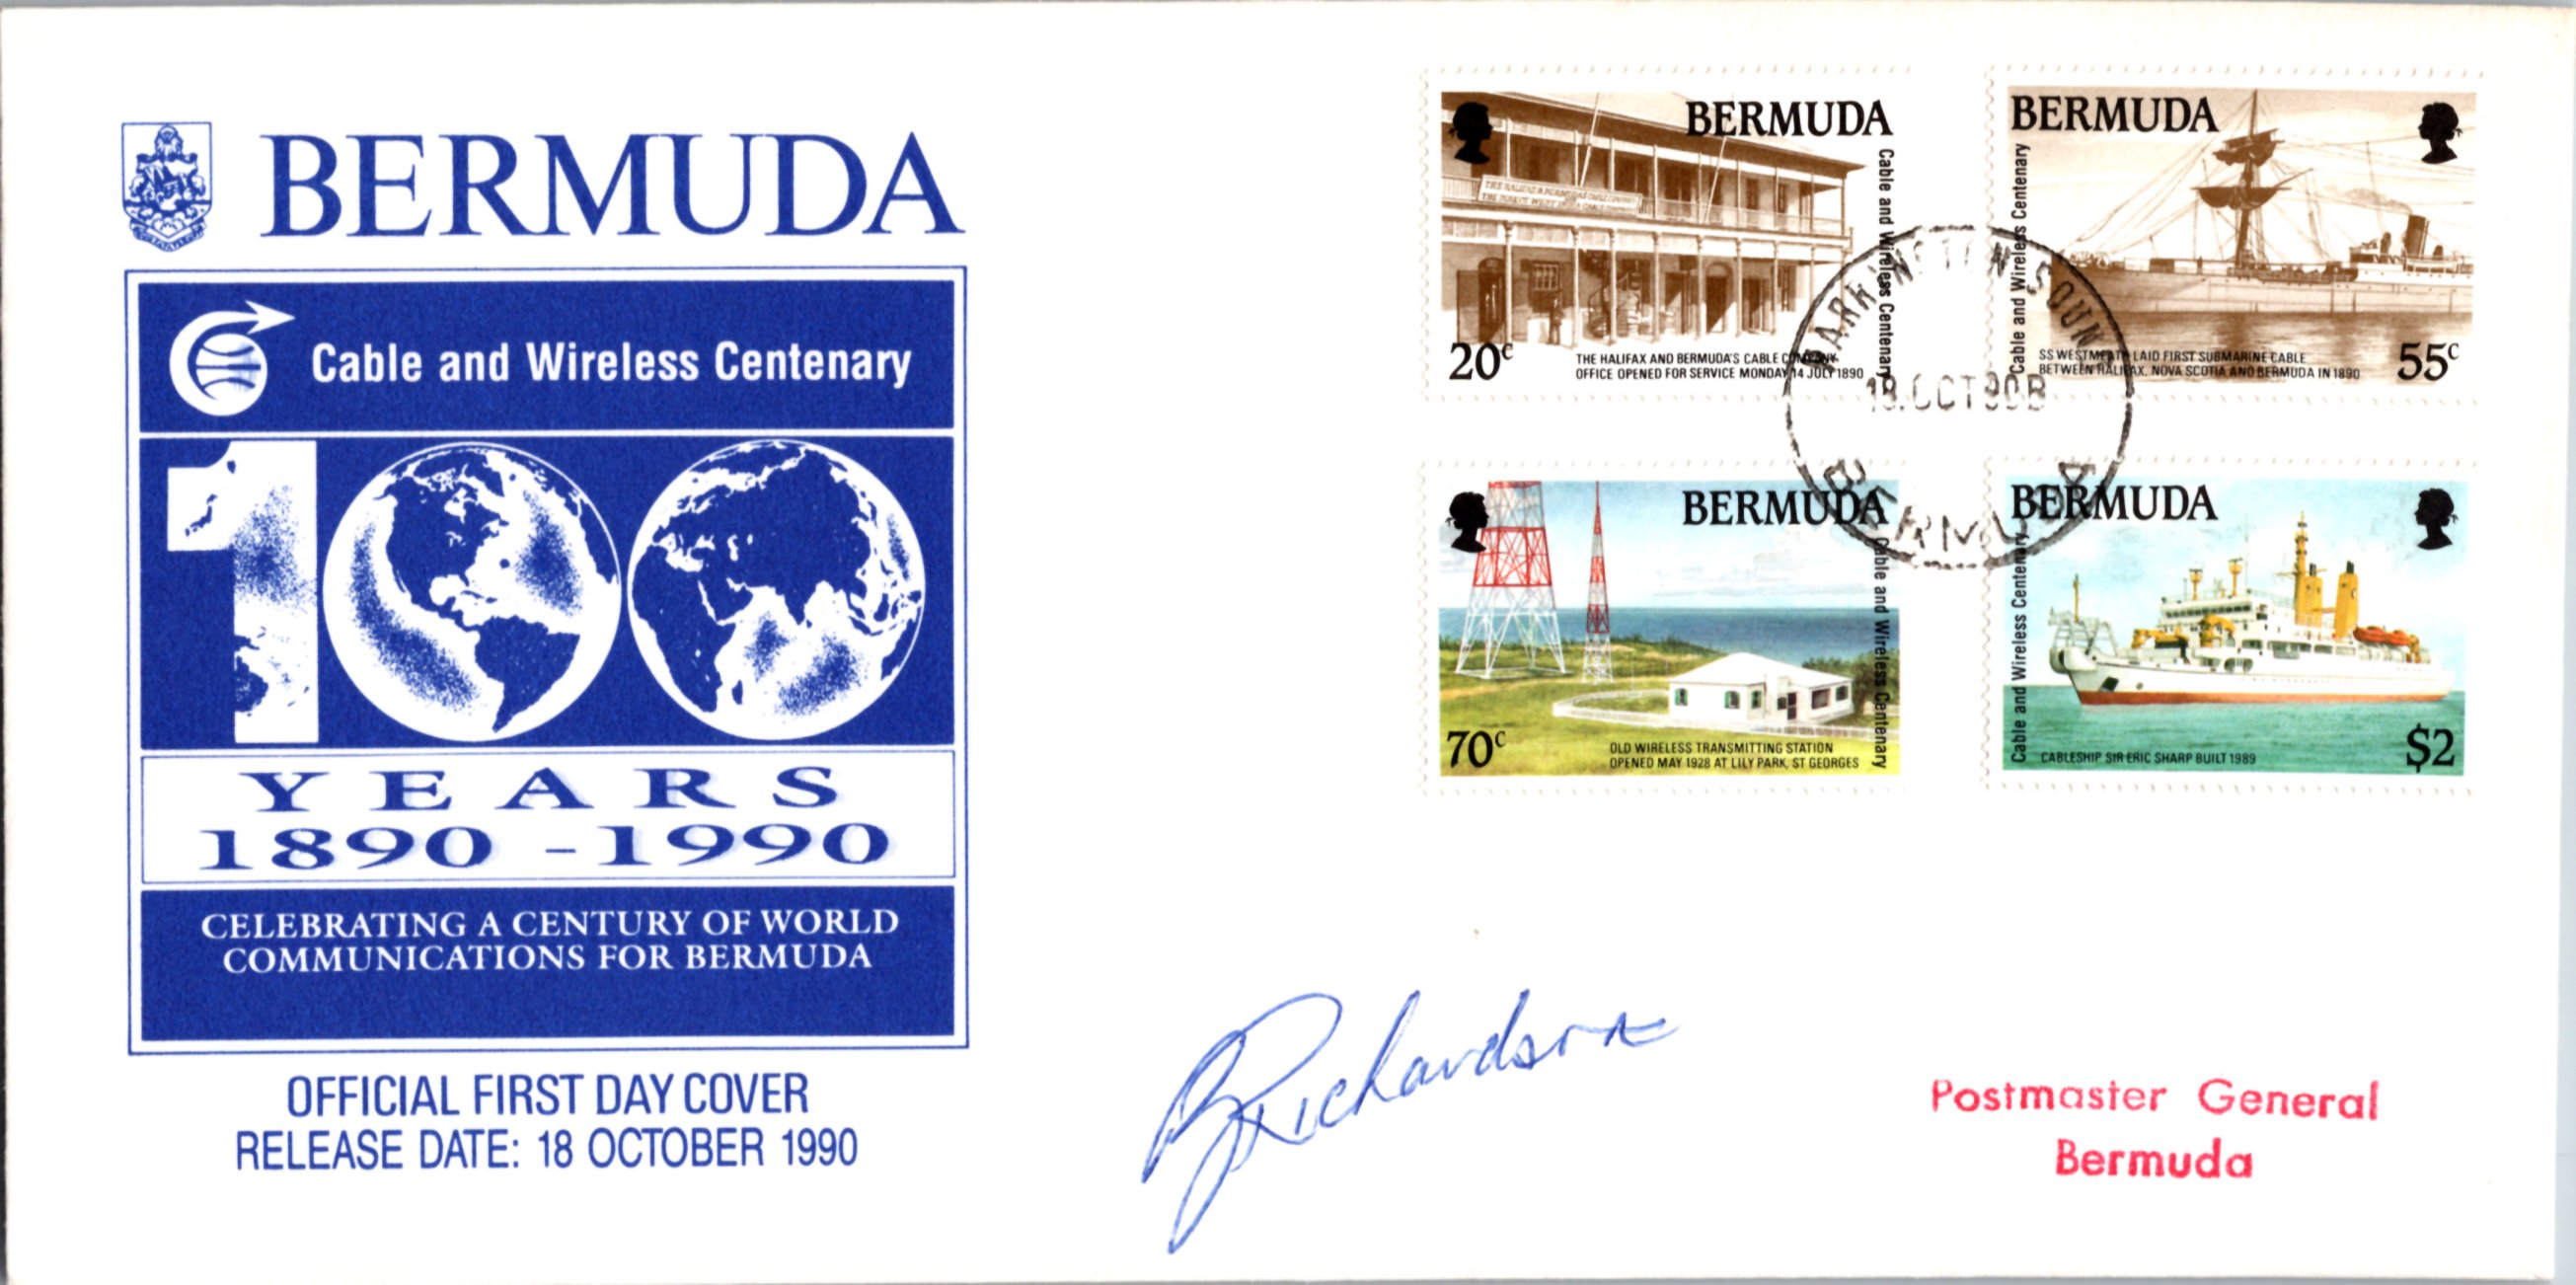 BERMUDA
Cable and Wireless Centenary
100
YEARS
1890 - 1990
CELEBRATING A CENTURY OF WORLD
COMMUNICATIONS FOR BERMUDA
OFFICIAL FIRST DAY COVER
RELEASE DATE: 18 OCTOBER 1990
BERMUDA
Cable and Wireless Centenary
20c
THE HALIFAX AND BERMUDA'S CABLE COMPANY
OFFICE OPENED FOR SERVICE MONDAY 14 JULY 1890
BERMUDA
Cable and Wireless Centenary
SS WESTMEATH LAID FIRST SUBMARINE CABLE
BETWEEN HALIFAX, NOVA SCOTIA AND BERMUDA IN 1890
55c
18.OCT 90B
BERMUDA
BERMUDA
Cable and Wireless Centenary
70c
OLD WIRELESS TRANSMITTING STATION
OPENED MAY 1928 AT LILY PARK, ST GEORGES
BERMUDA
Cable and Wireless Centenary
CABLESHIP SIR ERIC SHARP BUILT 1989
$2
Richardson
Postmaster General
Bermuda